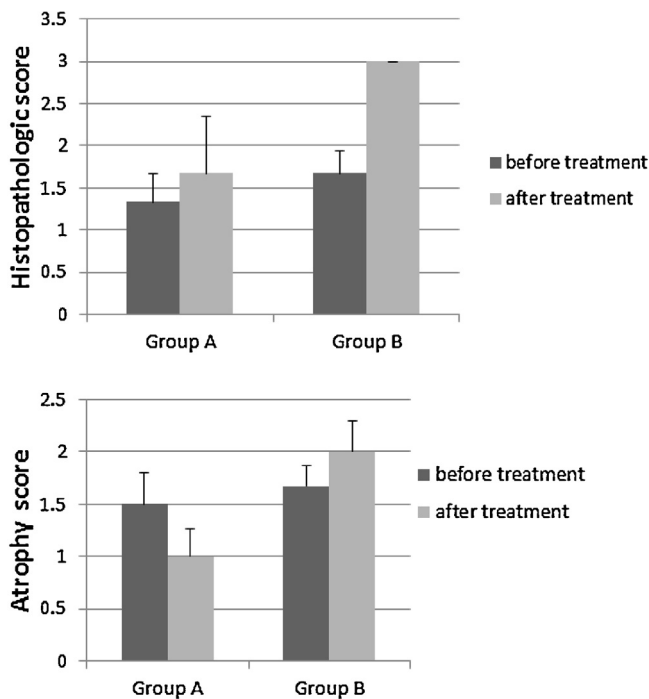 Histopathologic score
3.5
3
2.5
2
1.5
1
0.5
0
Group A
Group B
before treatment
after treatment
Atrophy score
2.5
2
1.5
1
0.5
0
Group A
Group B
before treatment
after treatment